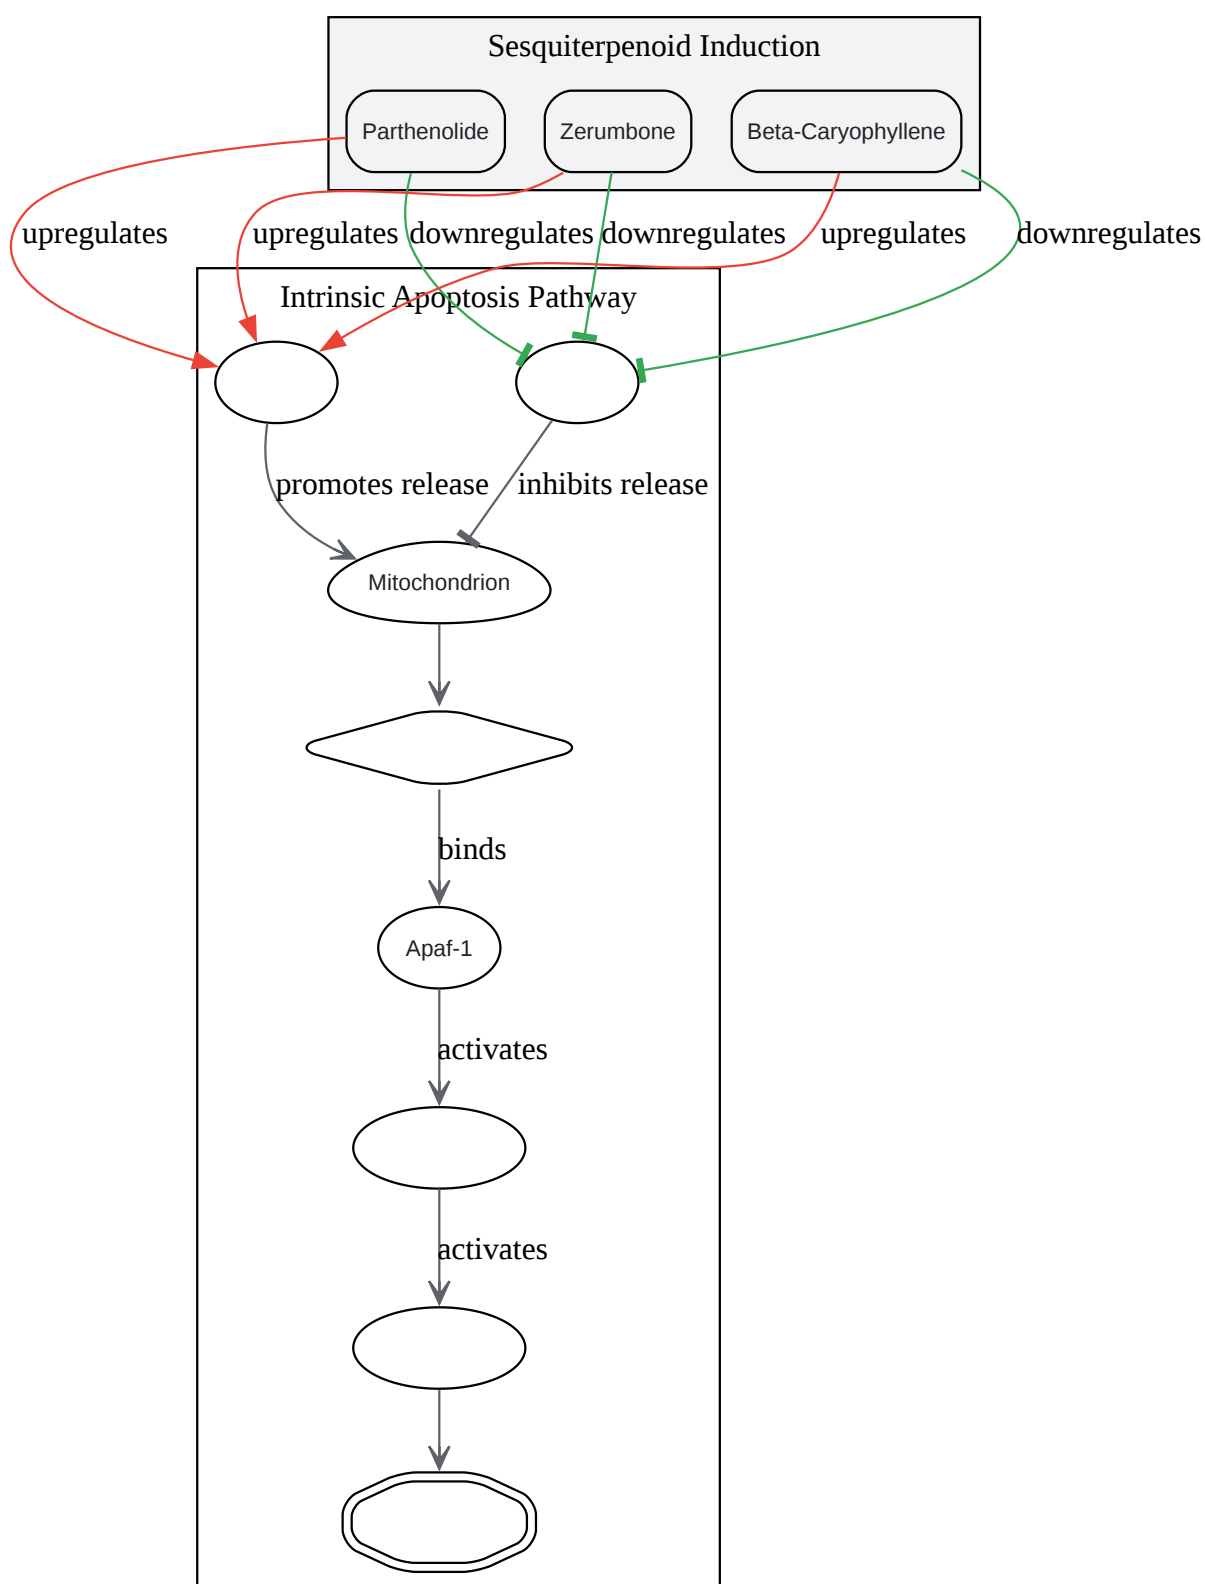 Sesquiterpenoid Induction
Parthenolide
Zerumbone
Beta-Caryophyllene
upregulates
upregulates
downregulates
downregulates
upregulates
downregulates
Intrinsic Apoptosis Pathway
promotes release
inhibits release
Mitochondrion
binds
Apaf-1
activates
activates